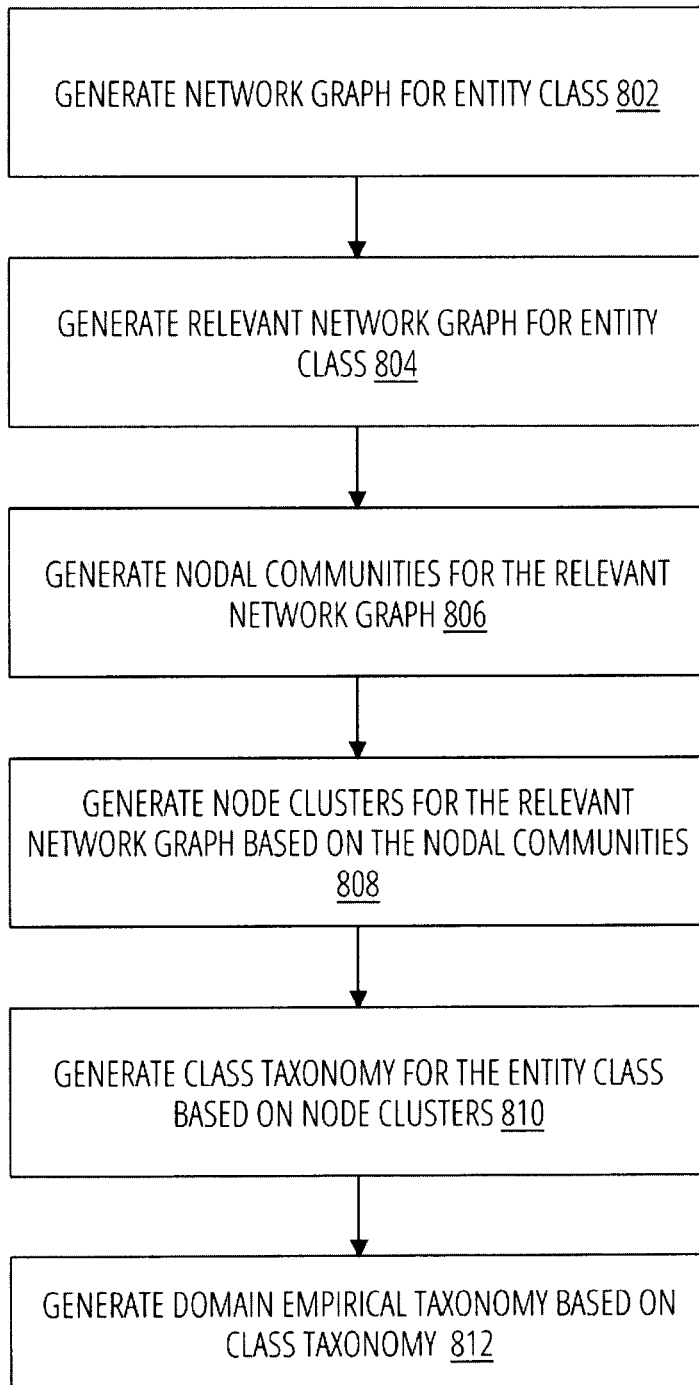 GENERATE NETWORK GRAPH FOR ENTITY CLASS 802
GENERATE RELEVANT NETWORK GRAPH FOR ENTITY
CLASS 804
GENERATE NODAL COMMUNITIES FOR THE RELEVANT
NETWORK GRAPH 806
GENERATE NODE CLUSTERS FOR THE RELEVANT
NETWORK GRAPH BASED ON THE NODAL COMMUNITIES
808
GENERATE CLASS TAXONOMY FOR THE ENTITY CLASS
BASED ON NODE CLUSTERS 810
GENERATE DOMAIN EMPIRICAL TAXONOMY BASED ON
CLASS TAXONOMY 812